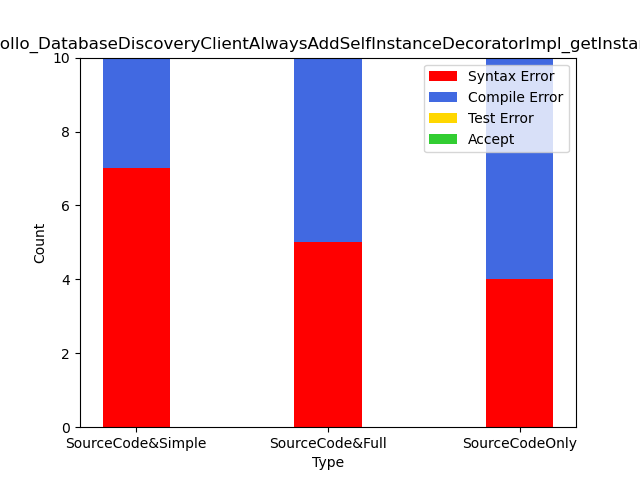 ollo_DatabaseDiscoveryClientAlwaysAddSelfInstanceDecoratorImpl_getInstan
10
8
6
4
2
0
Count
Syntax Error
Compile Error
Test Error
Accept
SourceCode&Simple
SourceCode&Full
SourceCodeOnly
Type